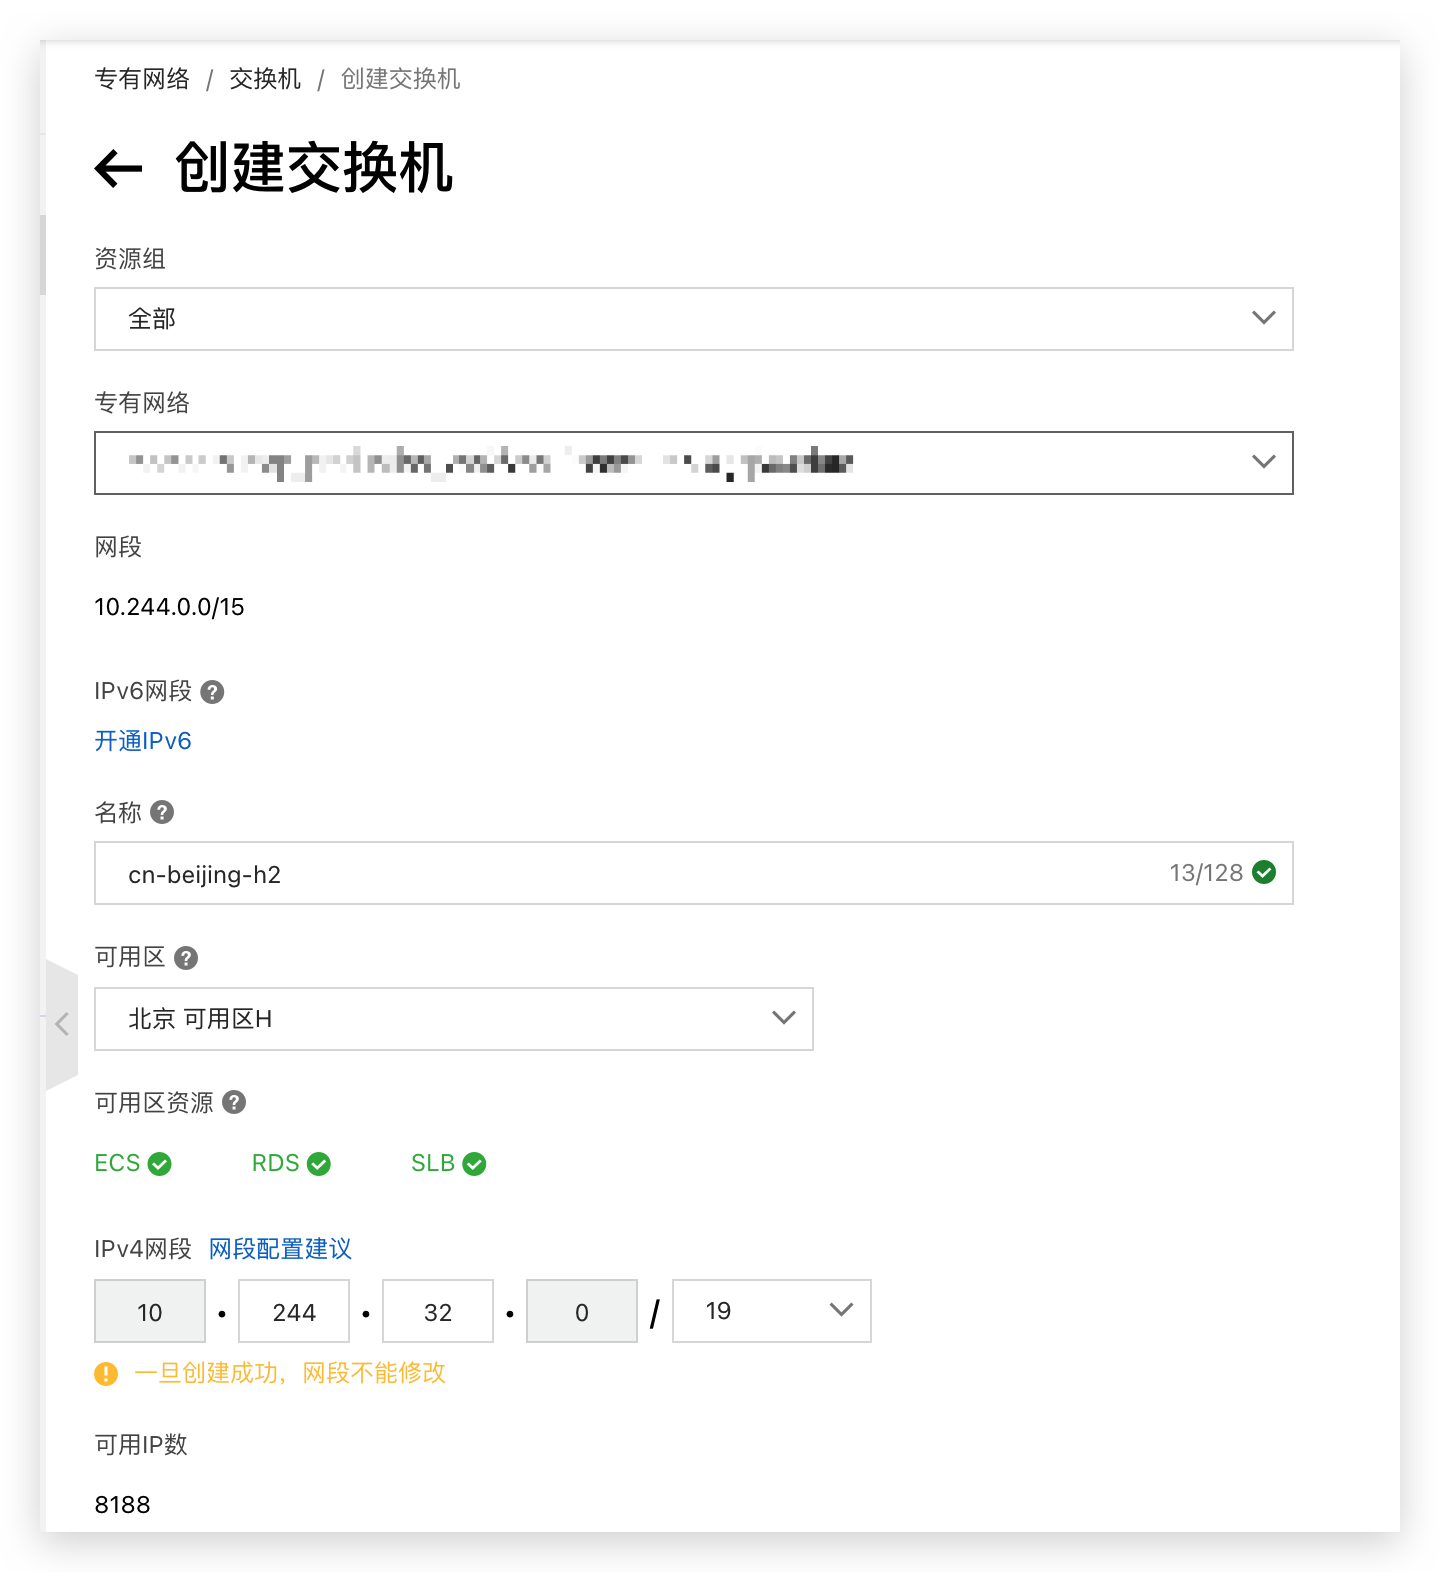 专有网络 / 交换机 / 创建交换机
创建交换机
资源组
全部
专有网络
网段
10.244.0.0/15
IPv6网段
开通IPv6
名称
cn-beijing-h2 13/128
可用区
北京 可用区H
可用区资源
ECS RDS SLB
IPv4网段 网段配置建议
10 · 244 · 32 · 0 / 19
一旦创建成功，网段不能修改
可用IP数
8188